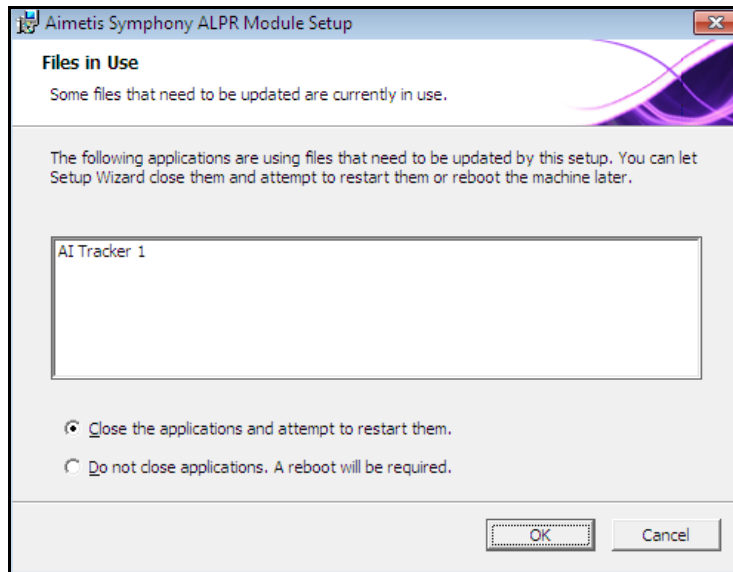 Aimetis Symphony ALPR Module Setup
Files in Use
Some files that need to be updated are currently in use.
The following applications are using files that need to be updated by this setup. You can let
Setup Wizard close them and attempt to restart them or reboot the machine later.
AI Tracker 1
Close the applications and attempt to restart them.
Do not close applications. A reboot will be required.
OK
Cancel